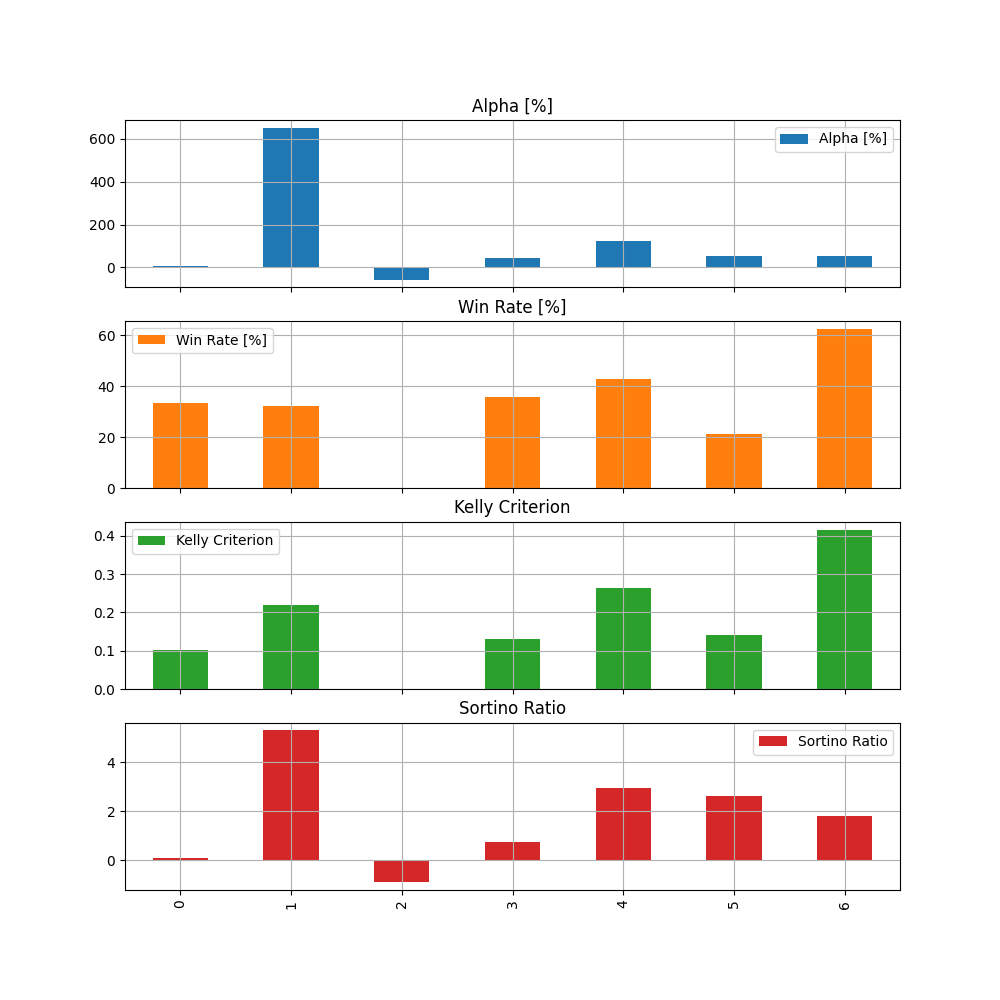 Alpha [%]
600
400
200
0
Alpha [%]
Win Rate [%]
60
40
20
0
Win Rate [%]
Kelly Criterion
0.4
0.3
0.2
0.1
0.0
Kelly Criterion
Sortino Ratio
4
2
0
Sortino Ratio
0 1 2 3 4 5 6